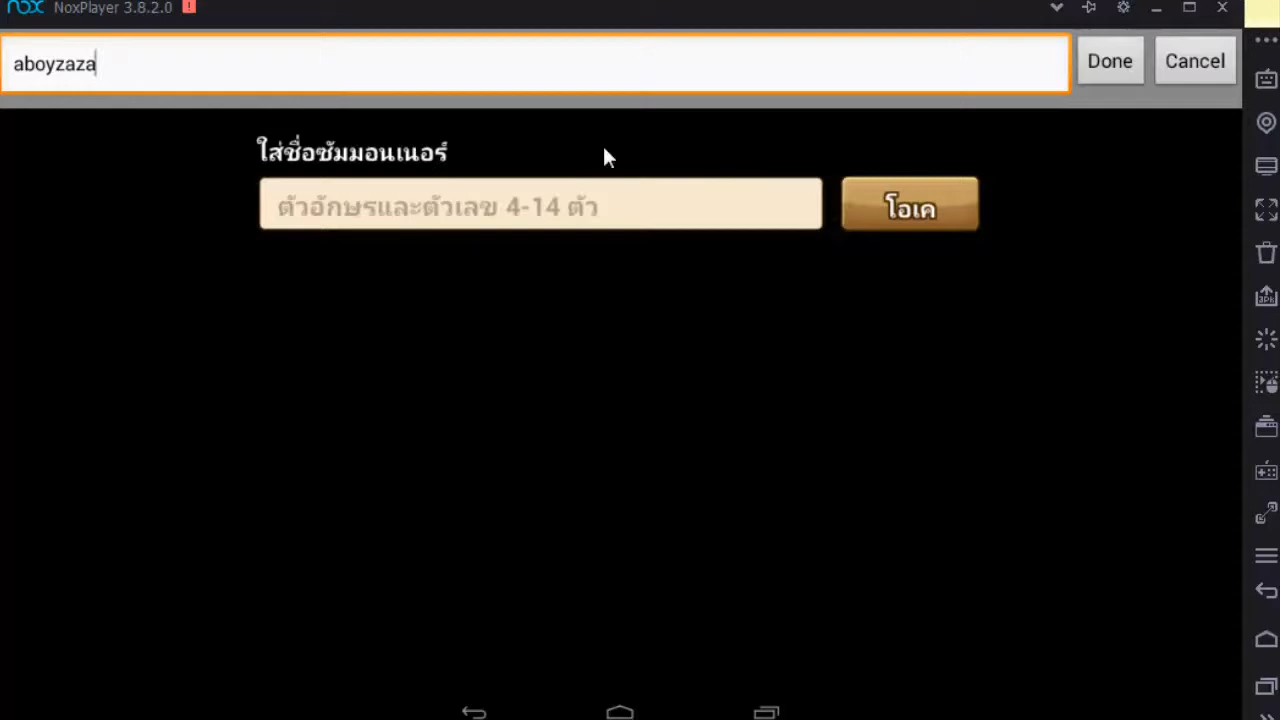 nox NoxPlayer 3.8.2.0
aboyzaza
Done
Cancel
ใส่ชื่อซัมมอนเนอร์
ตัวอักษรและตัวเลข 4-14 ตัว
โอเค